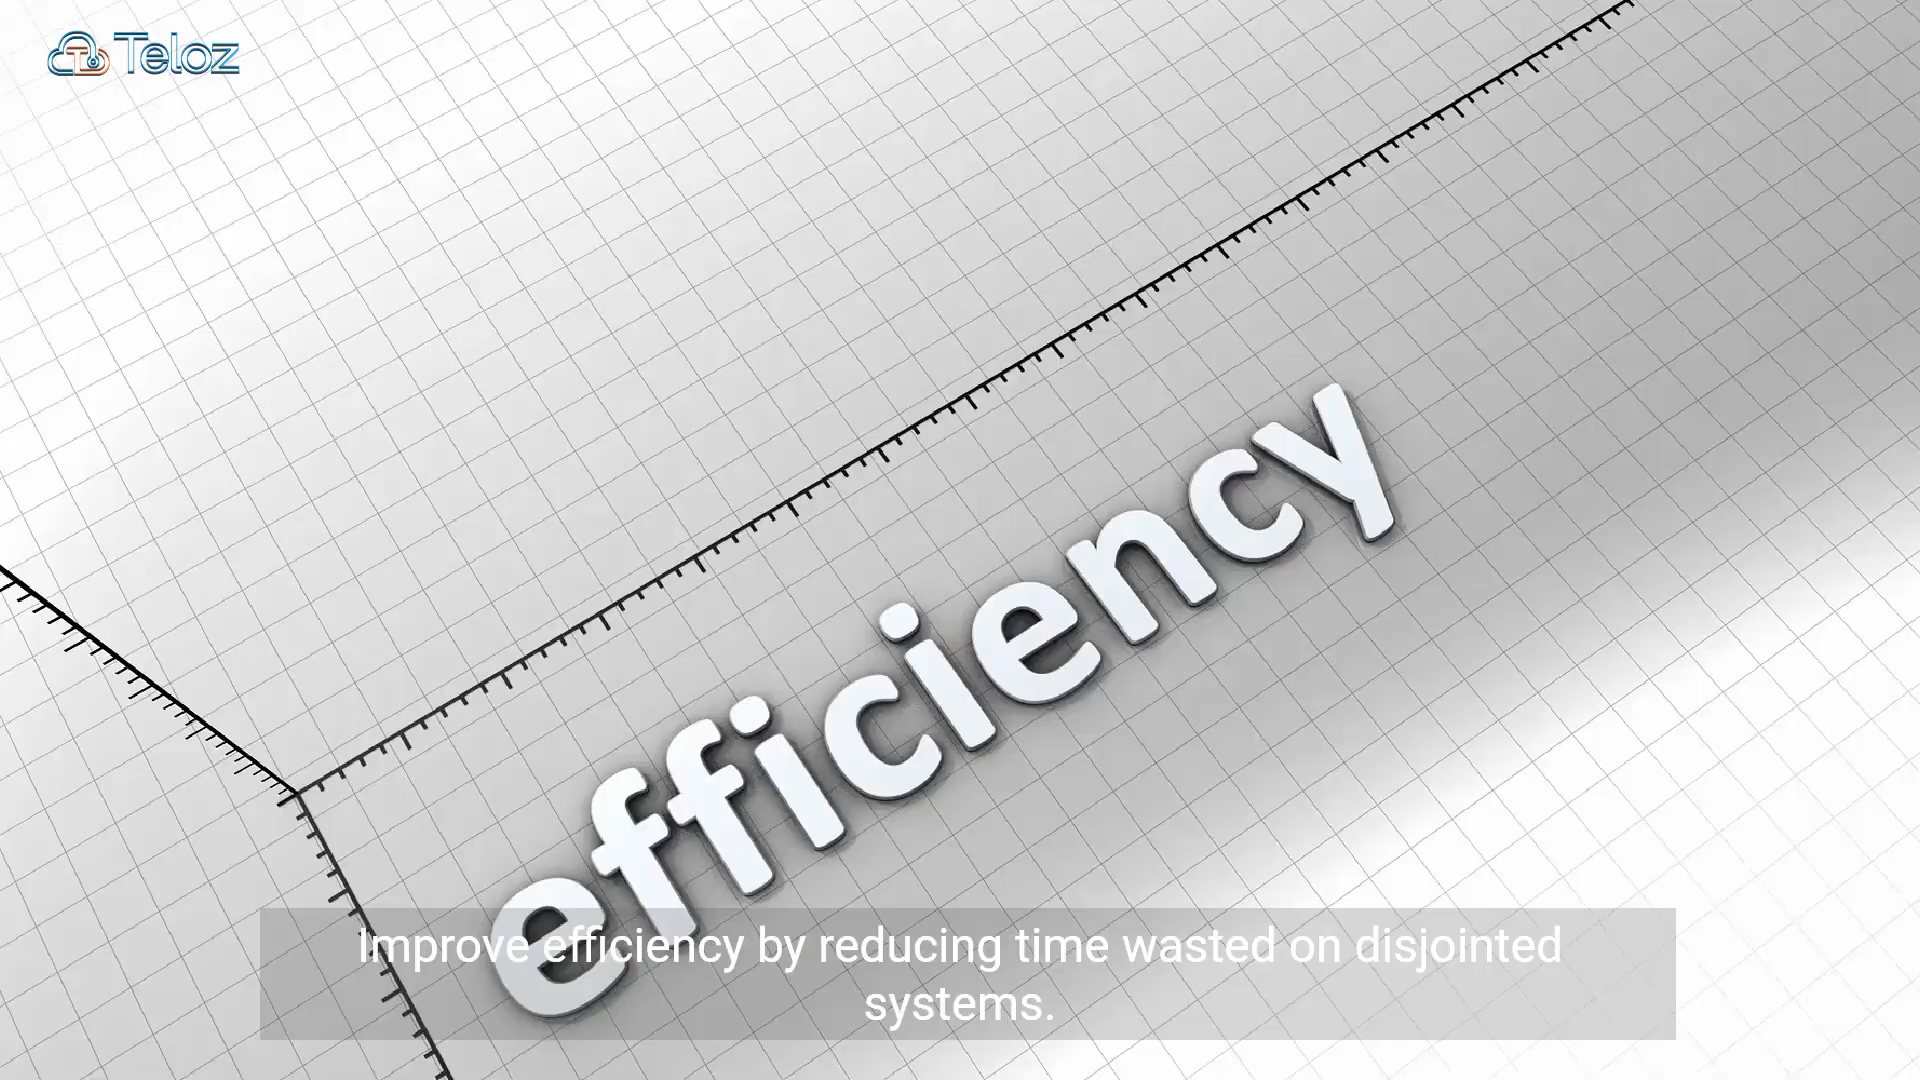 Teloz
efficiency
Improve efficiency by reducing time wasted on disjointed
systems.